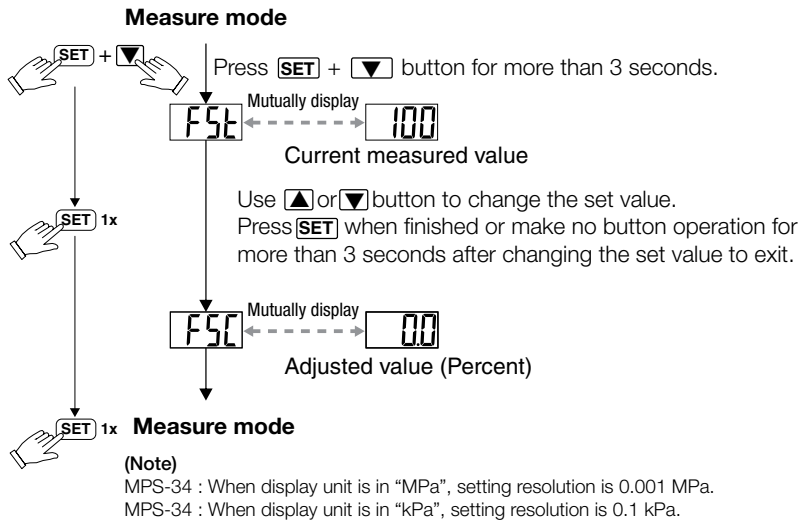 Measure mode
SET + ▼
Press SET + ▼ button for more than 3 seconds.
FSt Mutually display 100
Current measured value
Use ▲ or ▼ button to change the set value.
SET 1x
Press SET when finished or make no button operation for
more than 3 seconds after changing the set value to exit.
FSC Mutually display 0.0
Adjusted value (Percent)
SET 1x Measure mode
(Note)
MPS-34 : When display unit is in “MPa”, setting resolution is 0.001 MPa.
MPS-34 : When display unit is in “kPa”, setting resolution is 0.1 kPa.